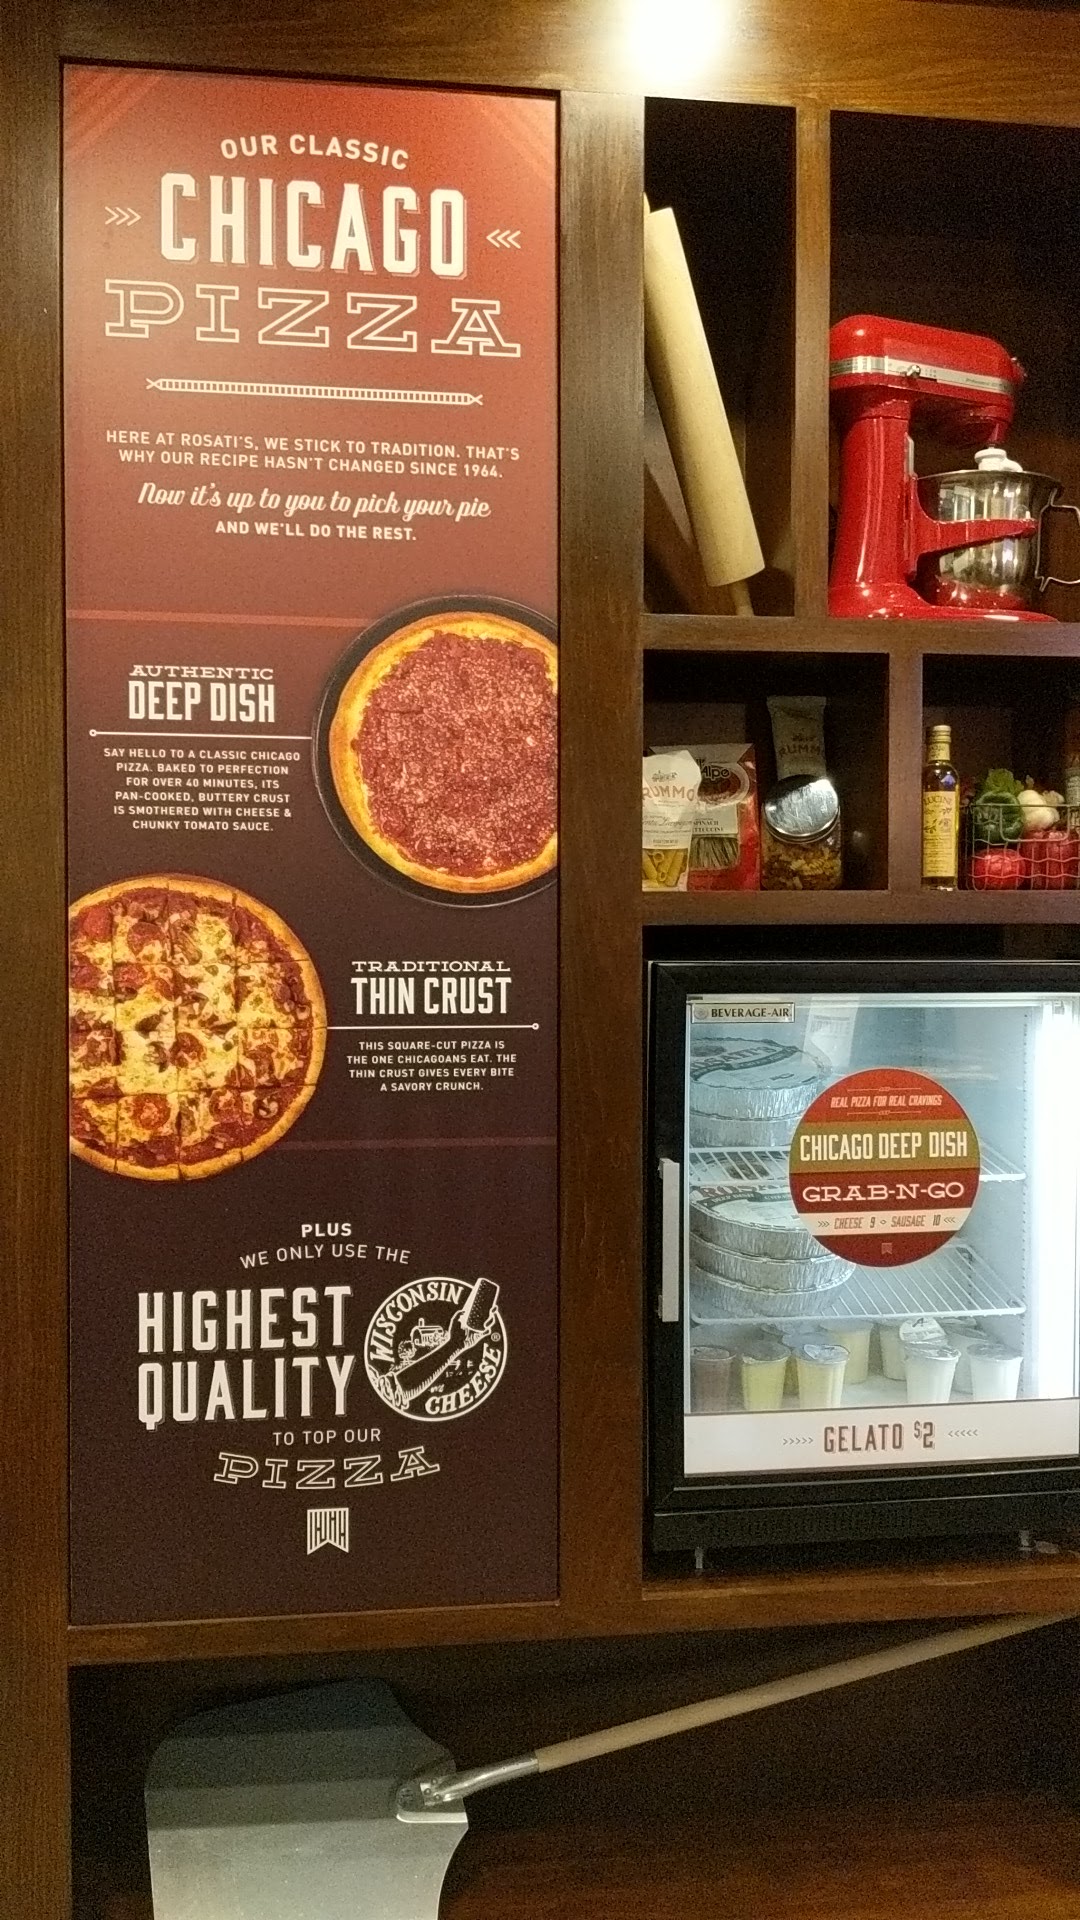 OUR CLASSIC
CHICAGO
PIZZA
HERE AT ROSATI'S, WE STICK TO TRADITION. THAT'S
WHY OUR RECIPE HASN'T CHANGED SINCE 1964.
Now it's up to you to pick your pie
AND WE'LL DO THE REST.
AUTHENTIC
DEEP DISH
SAY HELLO TO A CLASSIC CHICAGO
PIZZA. BAKED TO PERFECTION
FOR OVER 40 MINUTES, ITS
PAN-COOKED, BUTTERY CRUST
IS SMOTHERED WITH CHEESE &
CHUNKY TOMATO SAUCE.
TRADITIONAL
THIN CRUST
THIS SQUARE-CUT PIZZA IS
THE ONE CHICAGOANS EAT. THE
THIN CRUST GIVES EVERY BITE
A SAVORY CRUNCH.
PLUS
WE ONLY USE THE
HIGHEST
QUALITY
WISCONSIN
CHEESE
®
TO TOP OUR
PIZZA
RUMMO
Alpo
SPINACH
BEVERAGE-AIR
REAL PIZZA FOR REAL CRAVINGS
CHICAGO DEEP DISH
GRAB-N-GO
>>> CHEESE 9 SAUSAGE 10 <<<
>>>>> GELATO $2 <<<<<